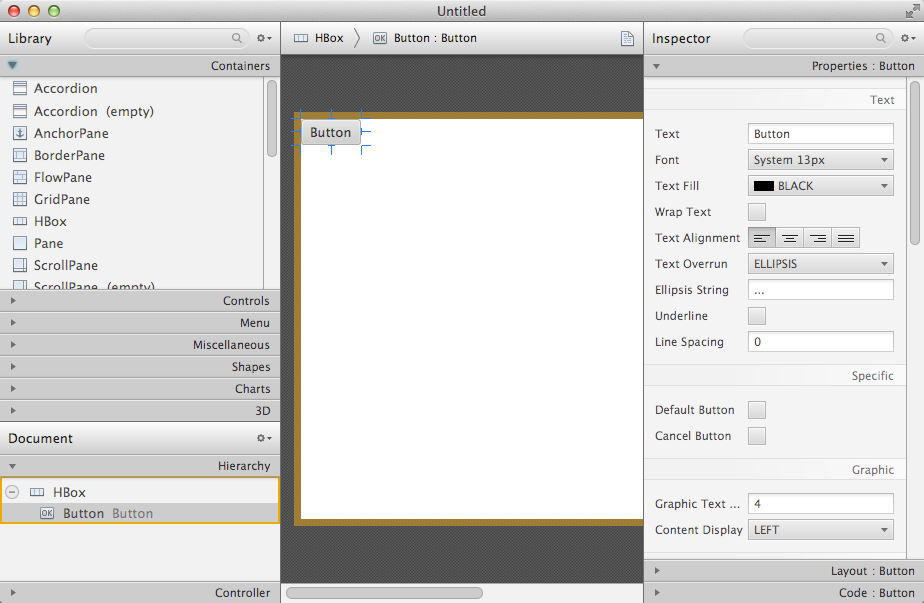 Untitled
Library
Containers
Accordion
Accordion (empty)
AnchorPane
BorderPane
FlowPane
GridPane
HBox
Pane
ScrollPane
ScrollPane (empty)
Controls
Menu
Miscellaneous
Shapes
Charts
3D
Document
Hierarchy
HBox
OK Button Button
Controller
HBox OK Button : Button
Button
Inspector
Properties : Button
Text
Text Button
Font System 13px
Text Fill BLACK
Wrap Text
Text Alignment
Text Overrun ELLIPSIS
Ellipsis String ...
Underline
Line Spacing 0
Specific
Default Button
Cancel Button
Graphic
Graphic Text ... 4
Content Display LEFT
Layout : Button
Code : Button